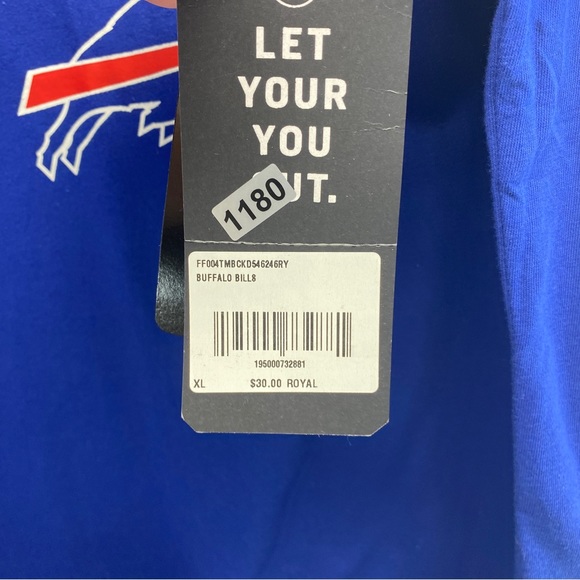 LET
YOUR
YOU
UT.
1180
FF004TMBCKD546246RY
BUFFALO BILLS
195000732881
XL $30.00 ROYAL